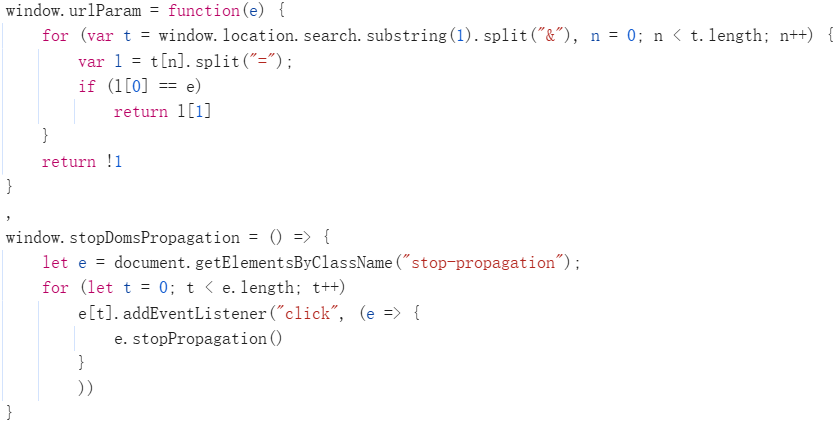 window.urlParam = function(e) {
    for (var t = window.location.search.substring(1).split("&"), n = 0; n < t.length; n++) {
        var l = t[n].split("=");
        if (l[0] == e)
            return l[1]
    }
    return !1
}
,
window.stopDomsPropagation = () => {
    let e = document.getElementsByClassName("stop-propagation");
    for (let t = 0; t < e.length; t++)
        e[t].addEventListener("click", (e => {
            e.stopPropagation()
        }
        ))
}